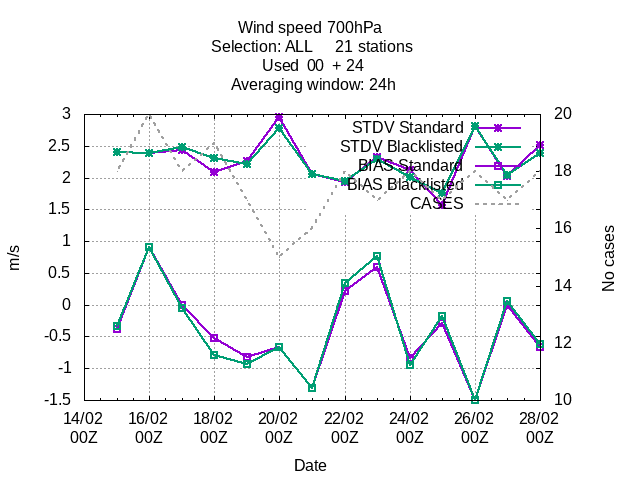 Wind speed 700hPa
Selection: ALL 21 stations
Used 00 + 24
Averaging window: 24h
3
2.5
2
1.5
1
0.5
0
-0.5
-1
-1.5
20
18
16
14
12
10
STDV Standard
STDV Blacklisted
BIAS Standard
BIAS Blacklisted
CASES
m/s
No cases
14/02 16/02 18/02 20/02 22/02 24/02 26/02 28/02
00Z 00Z 00Z 00Z 00Z 00Z 00Z 00Z
Date